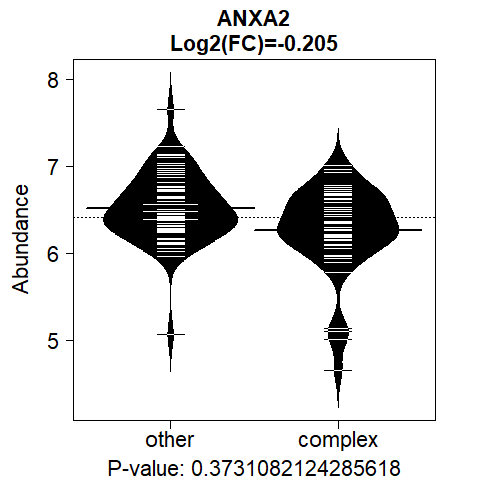 ANXA2
Log2(FC)=-0.205
Abundance
8
7
6
5
other complex
P-value: 0.3731082124285618